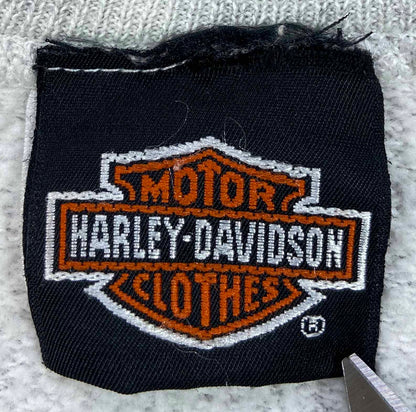 MOTOR
HARLEY-DAVIDSON
CLOTHES
®